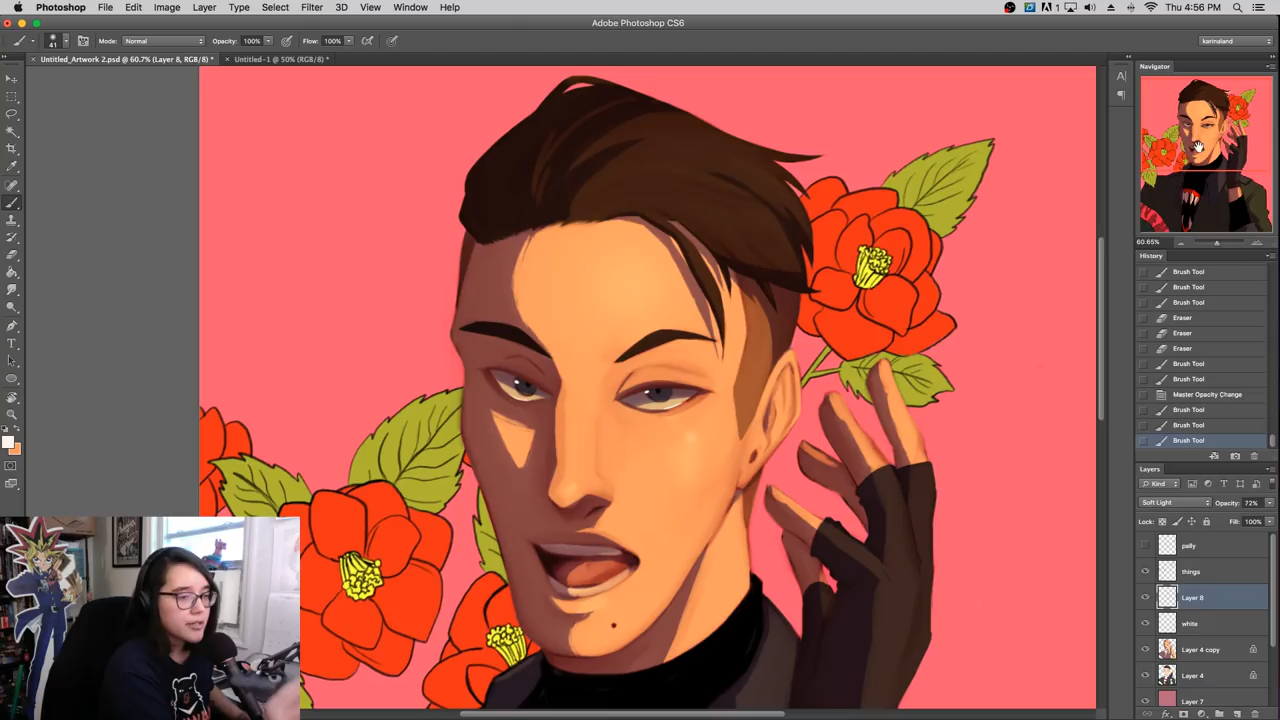 Photoshop File Edit Image Layer Type Select Filter 3D View Window Help
1 Thu 4:56 PM
Adobe Photoshop CS6
41 Mode: Normal Opacity: 100% Flow: 100% karinaland
Untitled_Artwork 2.psd @ 60.7% (Layer 8, RGB/8) * Untitled-1 @ 50% (RGB/8) *
Navigator
60.65%
History
Brush Tool
Brush Tool
Brush Tool
Eraser
Eraser
Eraser
Brush Tool
Brush Tool
Master Opacity Change
Brush Tool
Brush Tool
Brush Tool
Layers
Kind
Soft Light Opacity: 72%
Lock: Fill: 100%
pally
things
Layer 8
white
Layer 4 copy
Layer 4
Layer 7